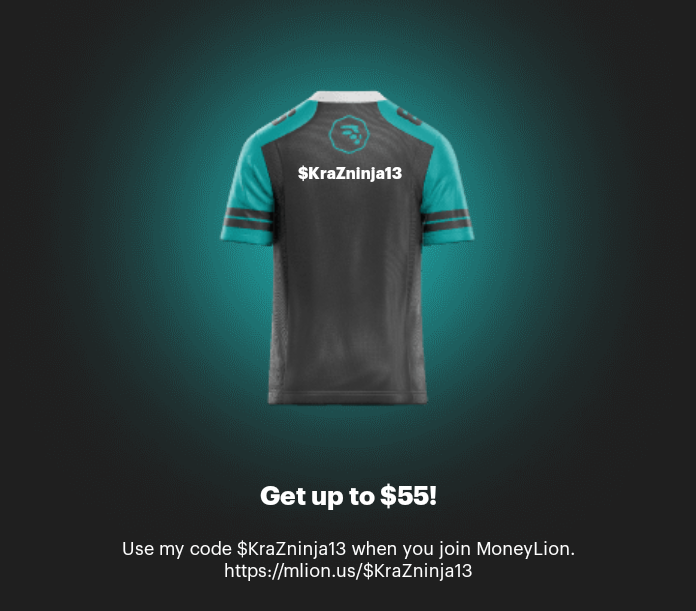 $KraZninja13
Get up to $55!
Use my code $KraZninja13 when you join MoneyLion.
https://mlion.us/$KraZninja13